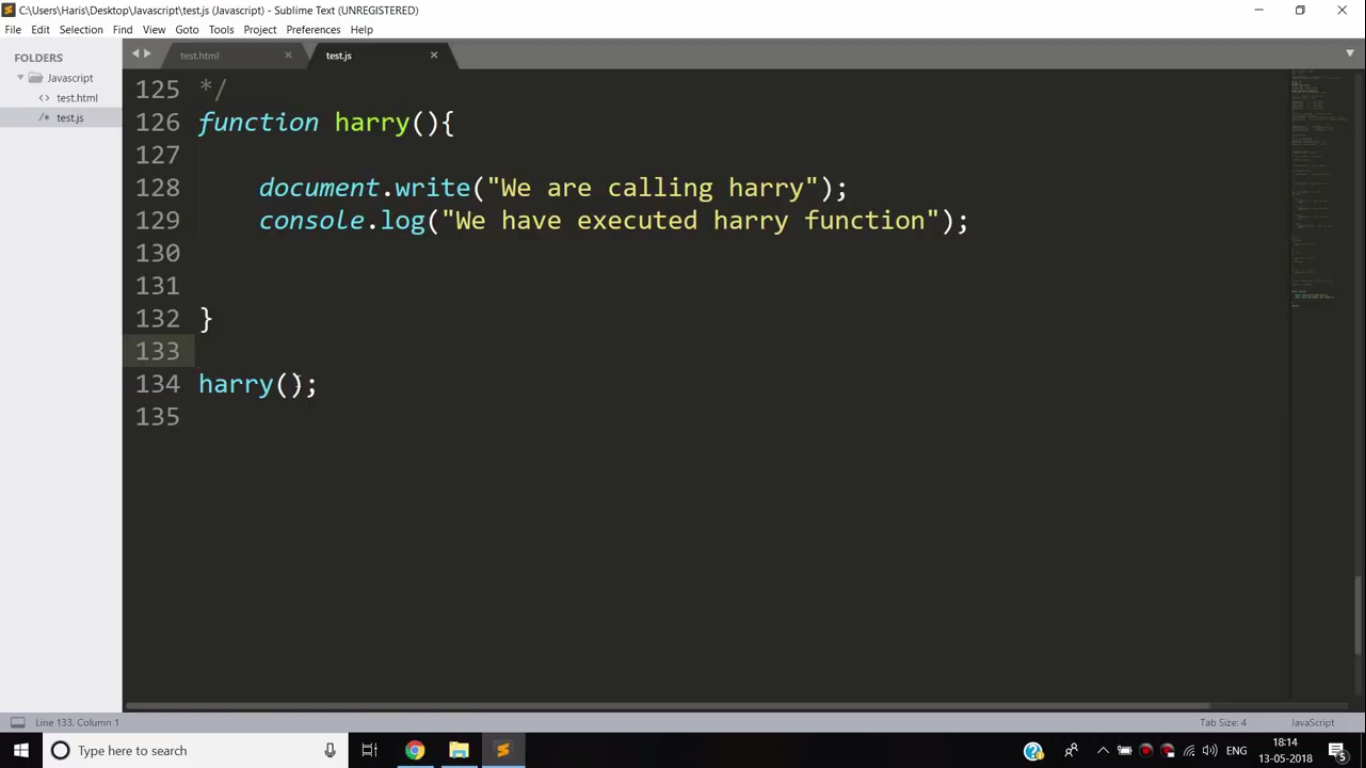 C:\Users\Haris\Desktop\Javascript\test.js (Javascript) - Sublime Text (UNREGISTERED)
File Edit Selection Find View Goto Tools Project Preferences Help
FOLDERS
Javascript
<> test.html
/* test.js
test.html
test.js
125 */
126 function harry(){
127
128 document.write("We are calling harry");
129 console.log("We have executed harry function");
130
131
132 }
133
134 harry();
135
Line 133, Column 1
Tab Size: 4
JavaScript
Type here to search
ENG
18:14
13-05-2018
5